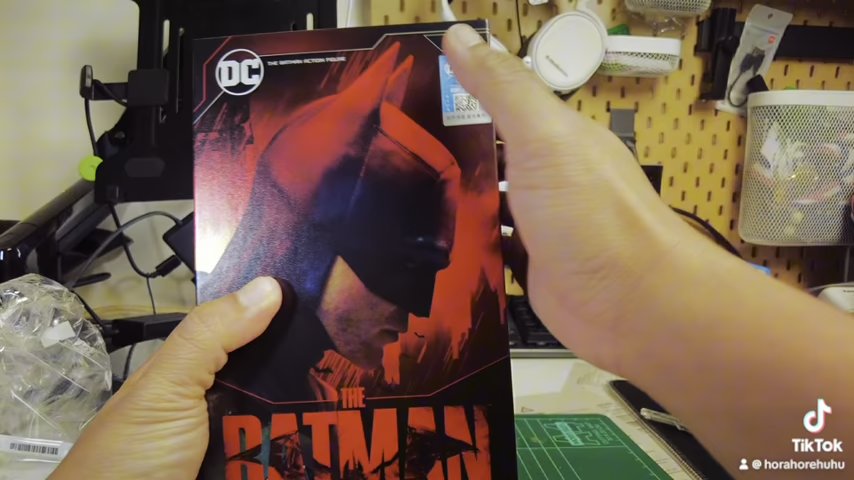 DC
THE BATMAN ACTION FIGURE
THE
BATMAN
TikTok
@horahorehuhu